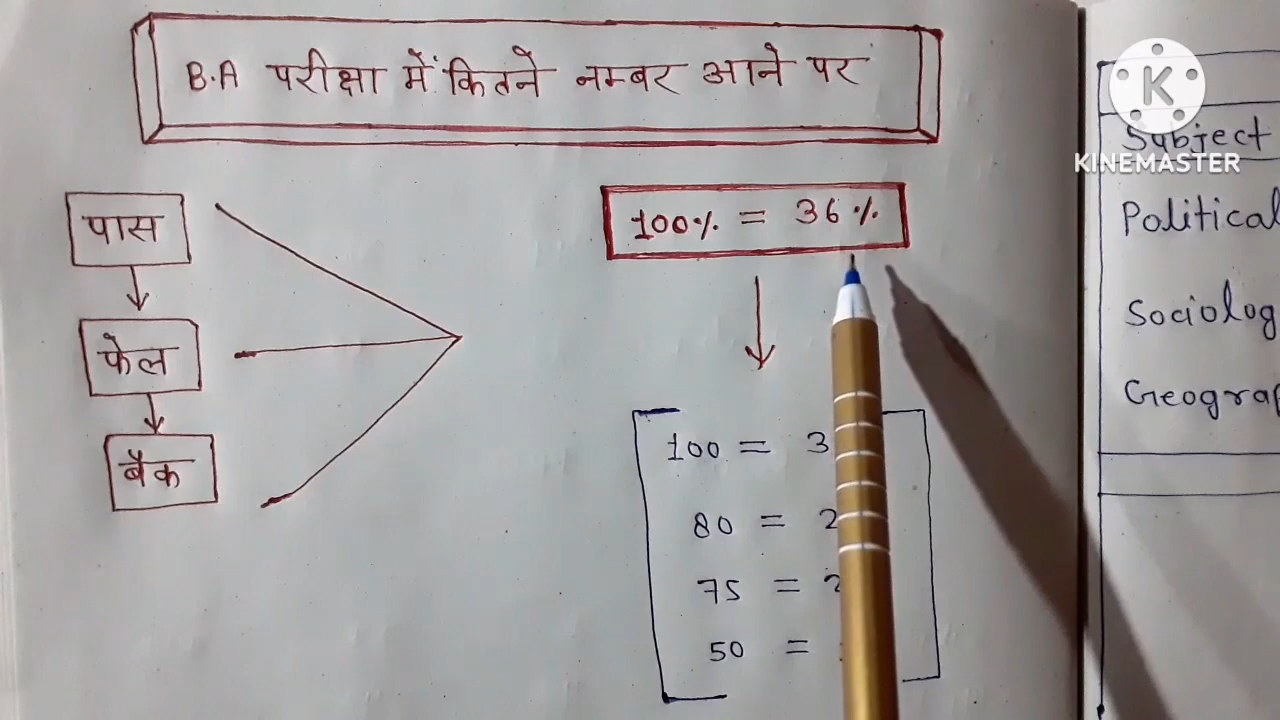 B.A परीक्षा में कितने नम्बर आने पर
पास
फेल
बैक
100% = 36%
100 = 3
80 = 2
75 = 2
50 =
K
KINEMASTER
Subject
Political
Sociolog
Geograp